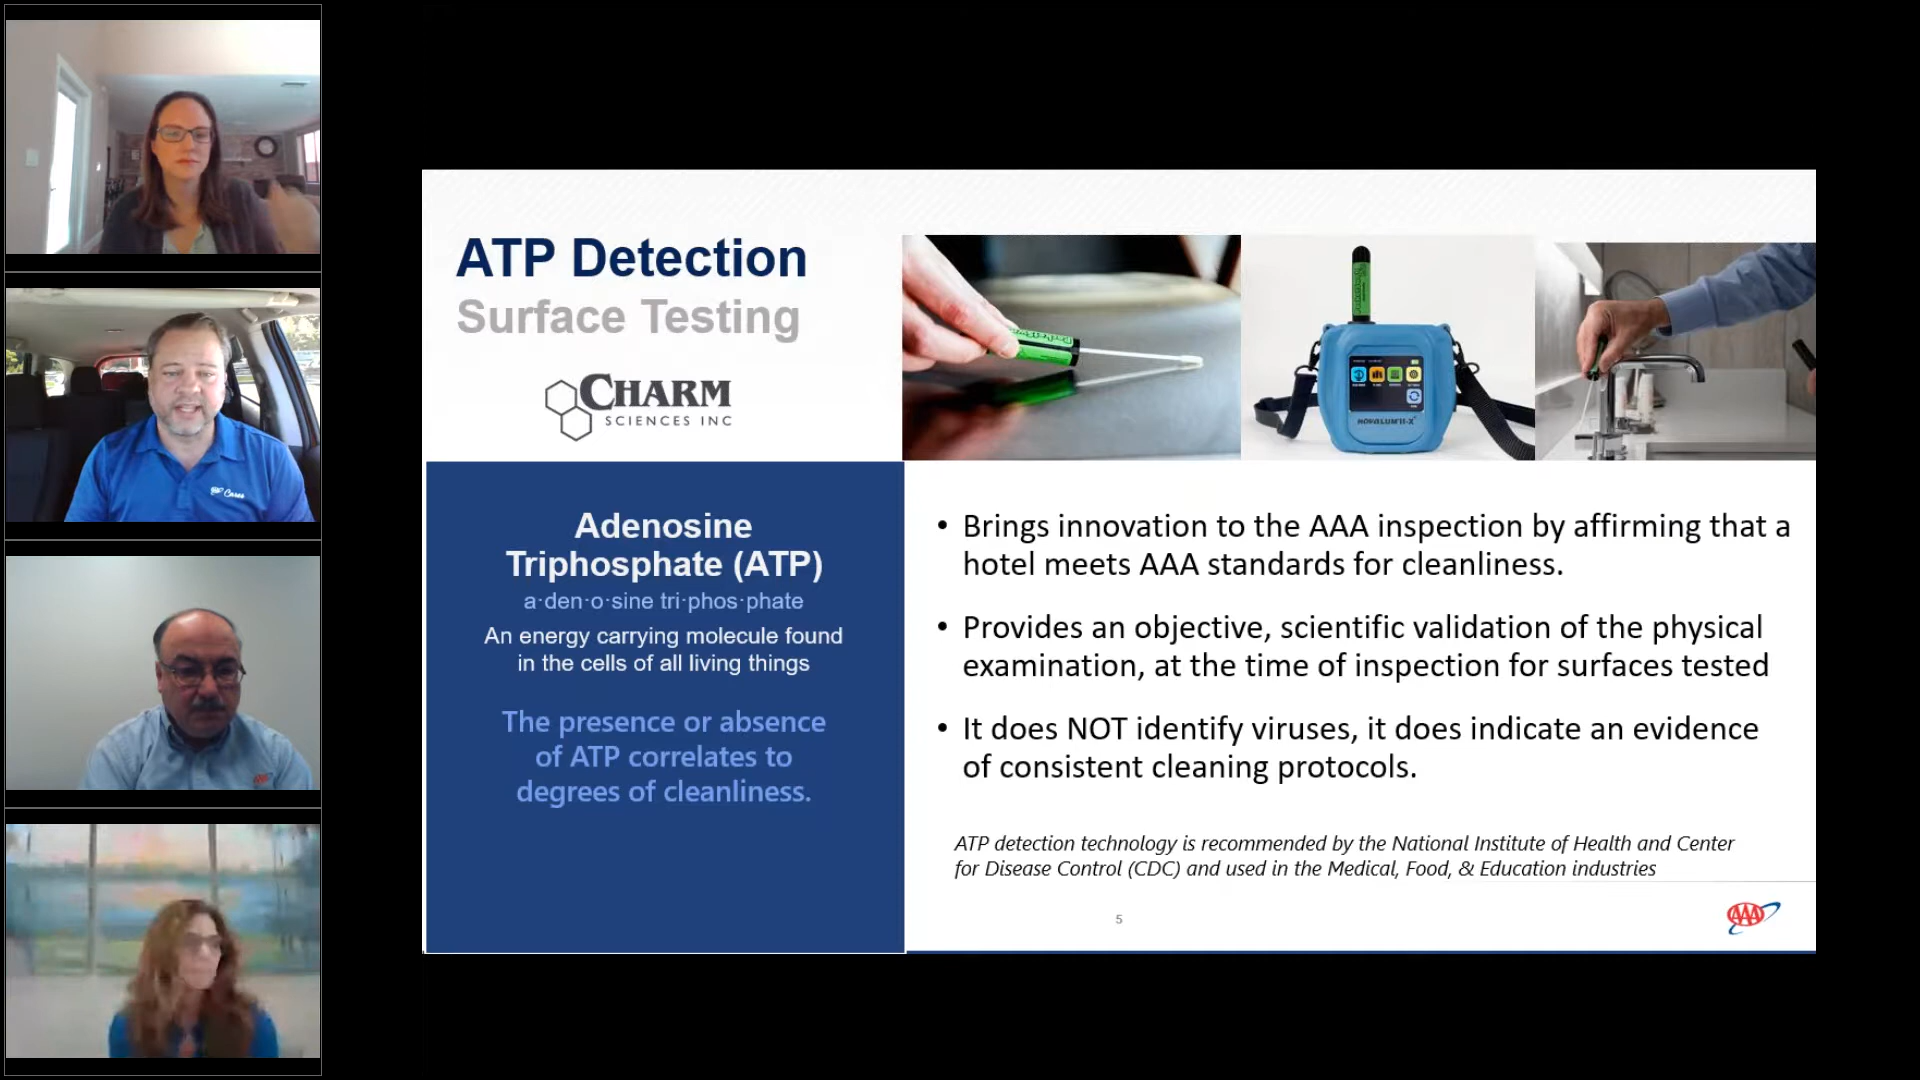 ATP Detection
Surface Testing
CHARM
SCIENCES INC
NOVALUM II-X
Adenosine
Triphosphate (ATP)
a·den·o·sine tri·phos·phate
An energy carrying molecule found
in the cells of all living things
The presence or absence
of ATP correlates to
degrees of cleanliness.
• Brings innovation to the AAA inspection by affirming that a
hotel meets AAA standards for cleanliness.
• Provides an objective, scientific validation of the physical
examination, at the time of inspection for surfaces tested
• It does NOT identify viruses, it does indicate an evidence
of consistent cleaning protocols.
ATP detection technology is recommended by the National Institute of Health and Center
for Disease Control (CDC) and used in the Medical, Food, & Education industries
5
AAA
Cares